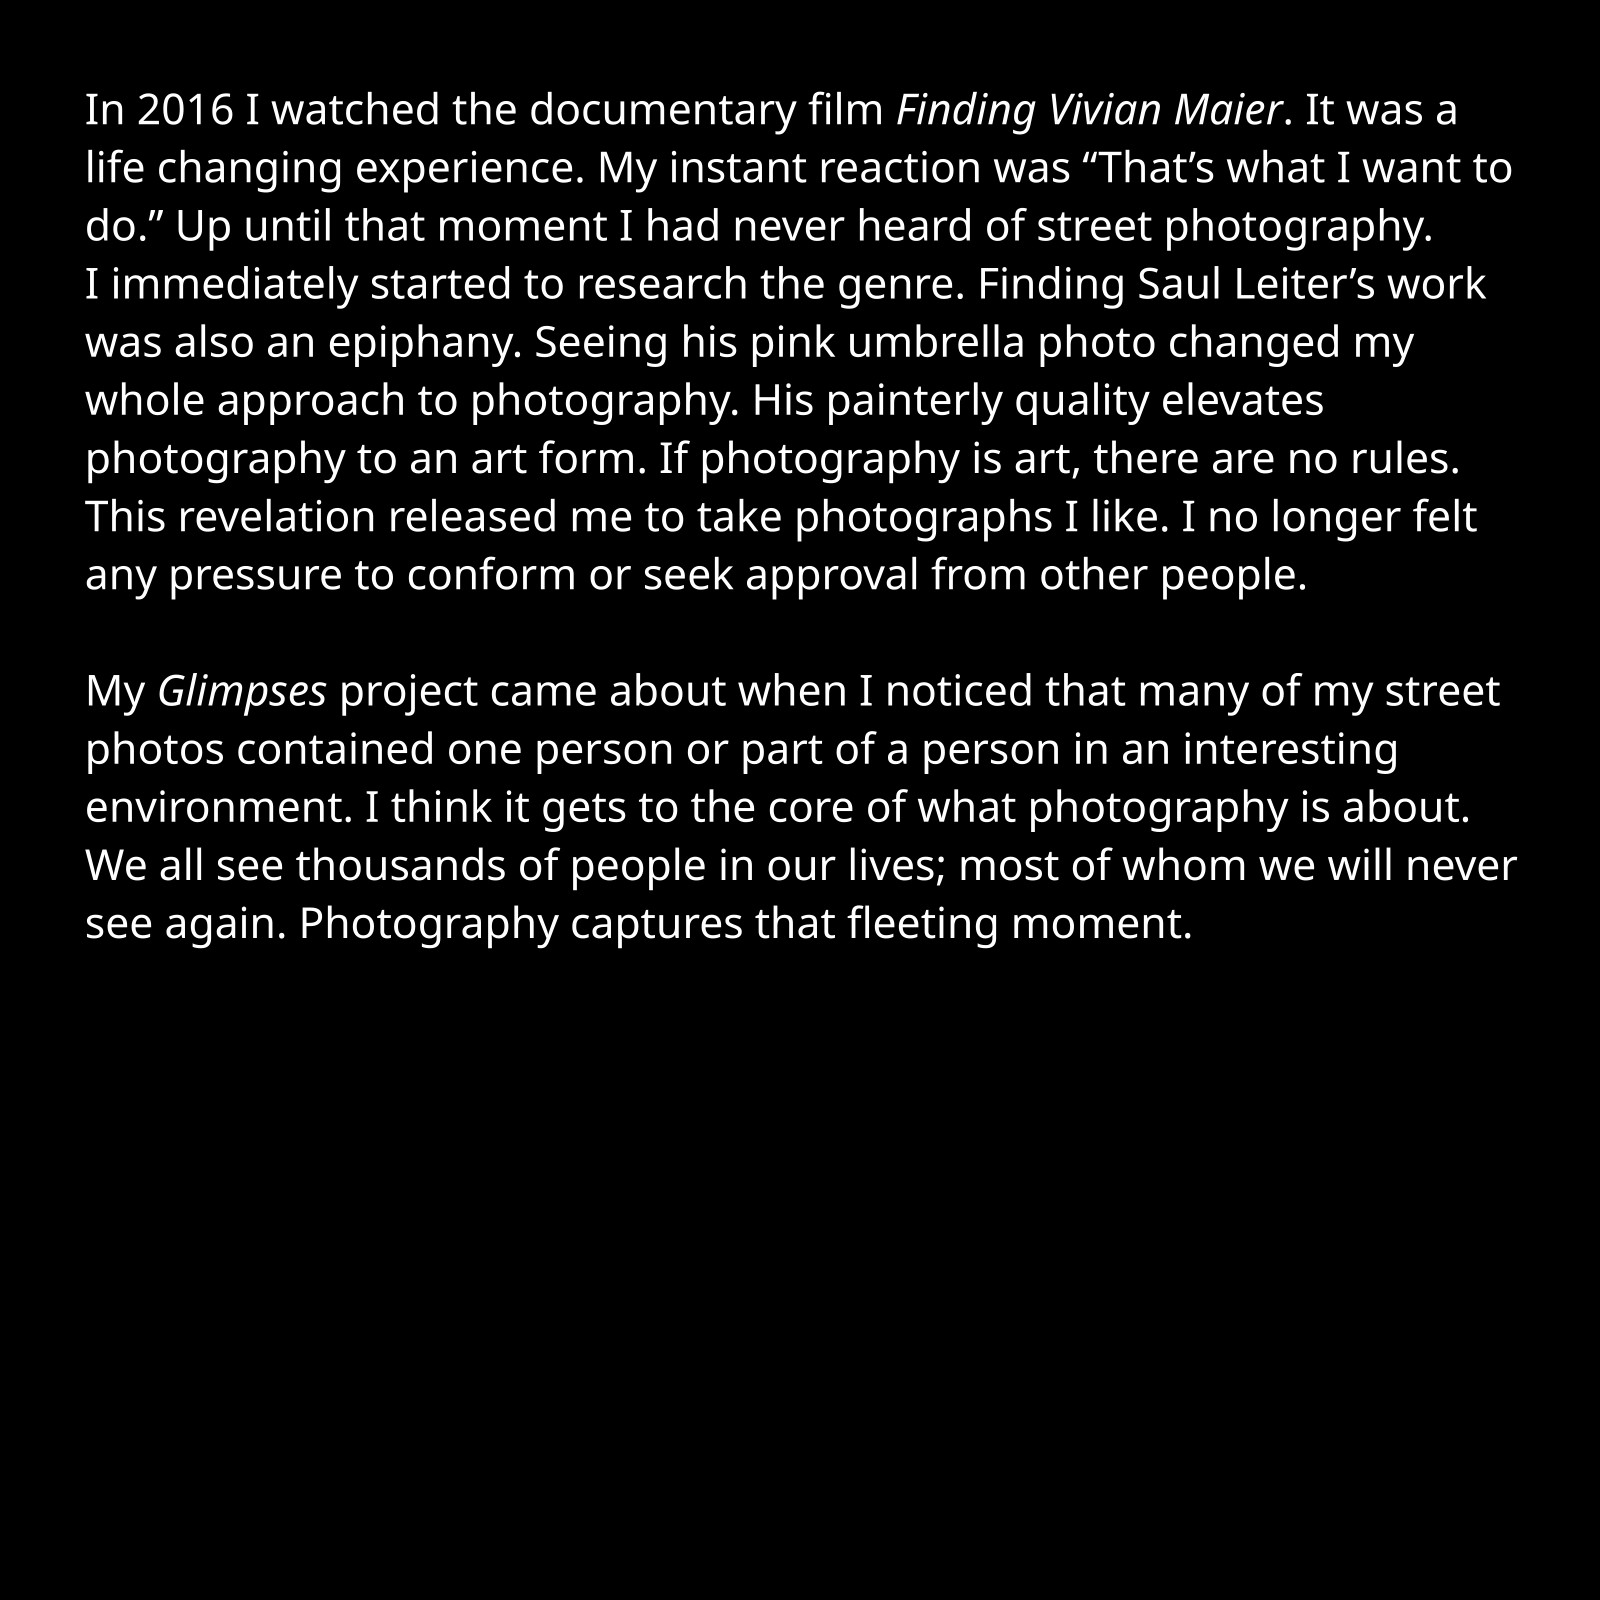 In 2016 I watched the documentary film Finding Vivian Maier. It was a
life changing experience. My instant reaction was “That’s what I want to
do.” Up until that moment I had never heard of street photography.
I immediately started to research the genre. Finding Saul Leiter’s work
was also an epiphany. Seeing his pink umbrella photo changed my
whole approach to photography. His painterly quality elevates
photography to an art form. If photography is art, there are no rules.
This revelation released me to take photographs I like. I no longer felt
any pressure to conform or seek approval from other people.

My Glimpses project came about when I noticed that many of my street
photos contained one person or part of a person in an interesting
environment. I think it gets to the core of what photography is about.
We all see thousands of people in our lives; most of whom we will never
see again. Photography captures that fleeting moment.